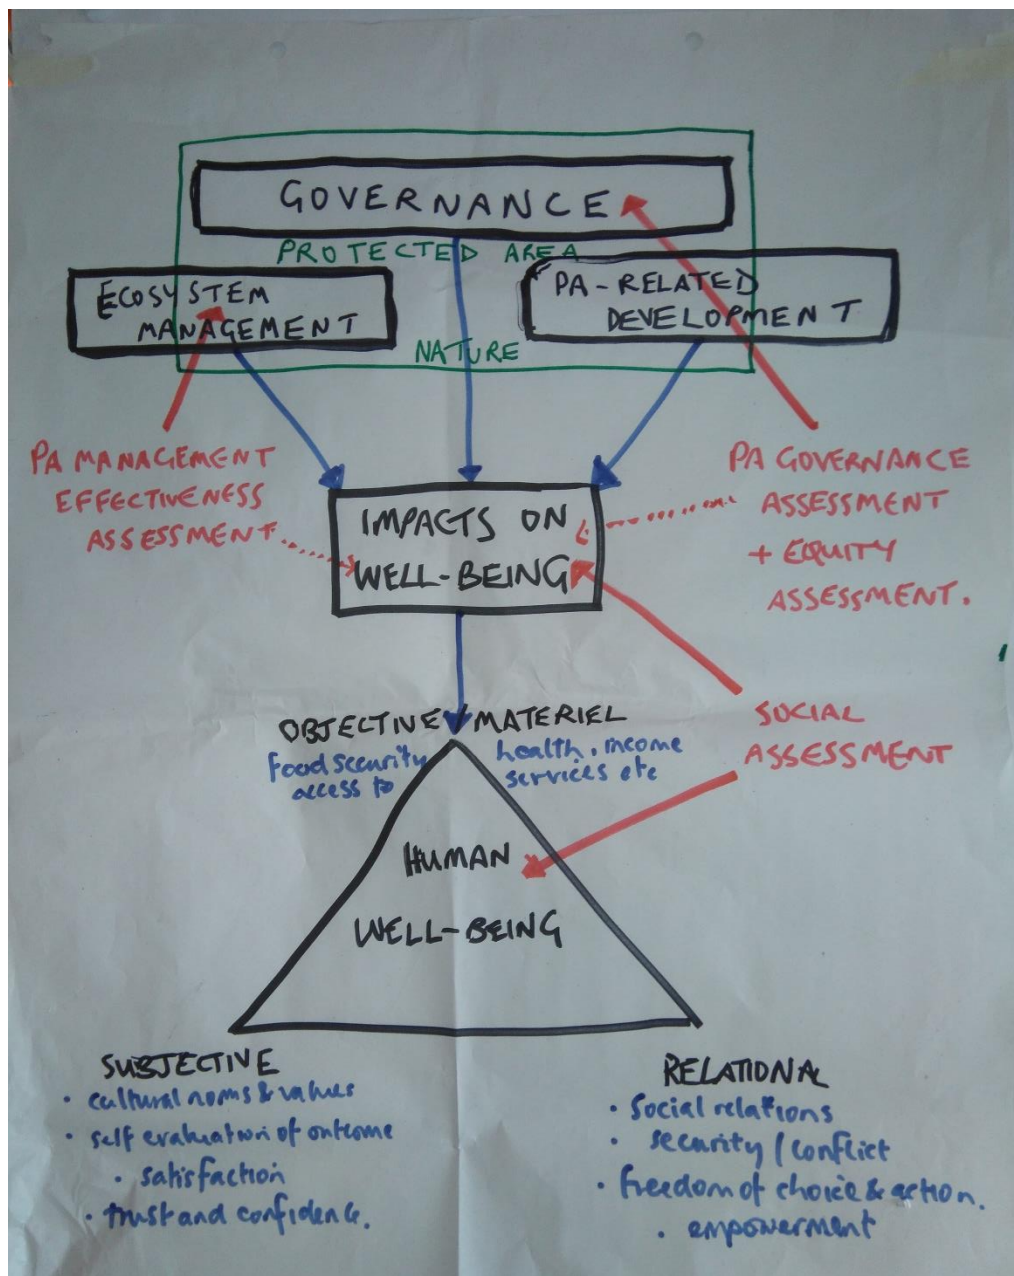 GOVERNANCE
PROTECTED AREA
ECOSYSTEM
MANAGEMENT
PA-RELATED
DEVELOPMENT
NATURE
PA MANAGEMENT
EFFECTIVENESS
ASSESSMENT
PA GOVERNANCE
ASSESSMENT
+ EQUITY
ASSESSMENT.
IMPACTS ON
WELL-BEING
SOCIAL
ASSESSMENT
OBJECTIVE/MATERIEL
food security
access to
health, income
services etc
HUMAN
WELL-BEING
SUBJECTIVE
• cultural noms & values
• self evaluation of outcome
• satisfaction
• trust and confidence.
RELATIONAL
• social relations
• security / conflict
• freedom of choice & action.
• empowerment